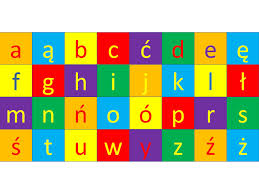 a ą b c ć d e ę
f g h i j k l ł
m n ń o ó p r s
ś t u w y z ź ż